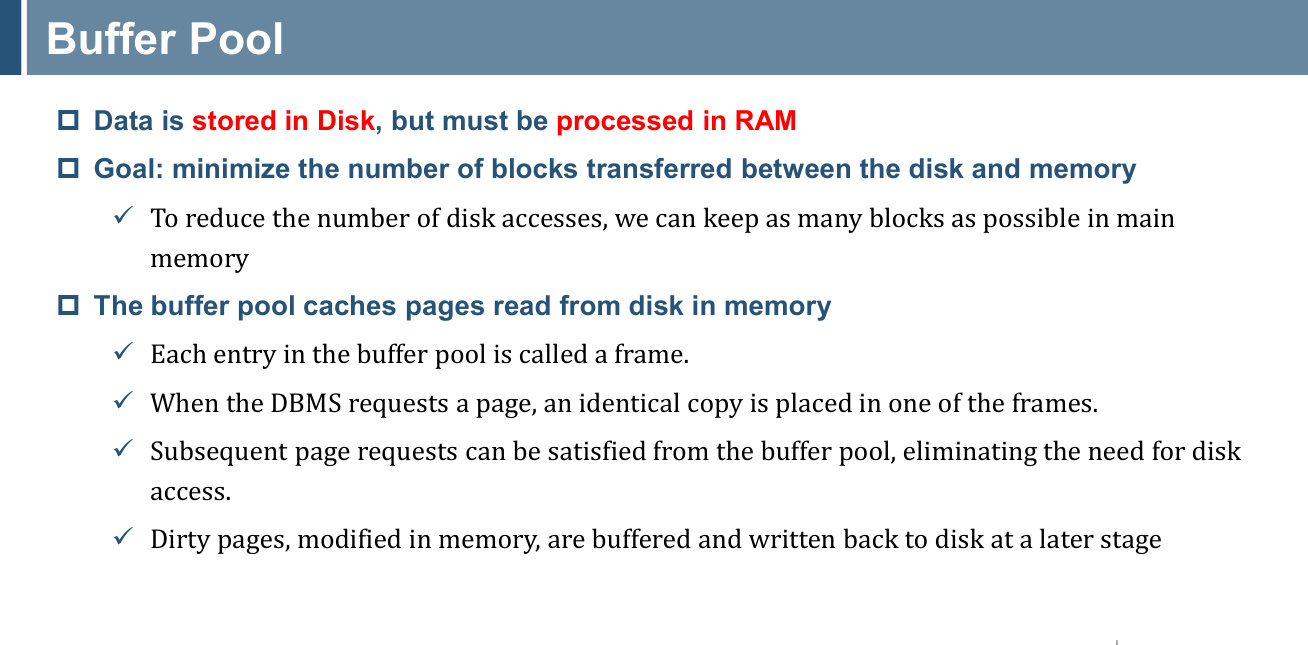 Buffer Pool
Data is stored in Disk, but must be processed in RAM
Goal: minimize the number of blocks transferred between the disk and memory
To reduce the number of disk accesses, we can keep as many blocks as possible in main
memory
The buffer pool caches pages read from disk in memory
Each entry in the buffer pool is called a frame.
When the DBMS requests a page, an identical copy is placed in one of the frames.
Subsequent page requests can be satisfied from the buffer pool, eliminating the need for disk
access.
Dirty pages, modified in memory, are buffered and written back to disk at a later stage